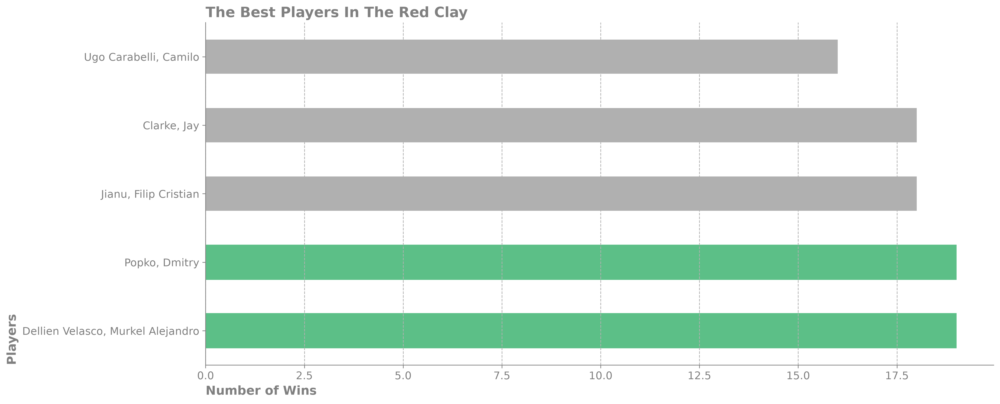 The Best Players In The Red Clay
Ugo Carabelli, Camilo
Clarke, Jay
Jianu, Filip Cristian
Popko, Dmitry
Dellien Velasco, Murkel Alejandro
Players
0.0 2.5 5.0 7.5 10.0 12.5 15.0 17.5
Number of Wins